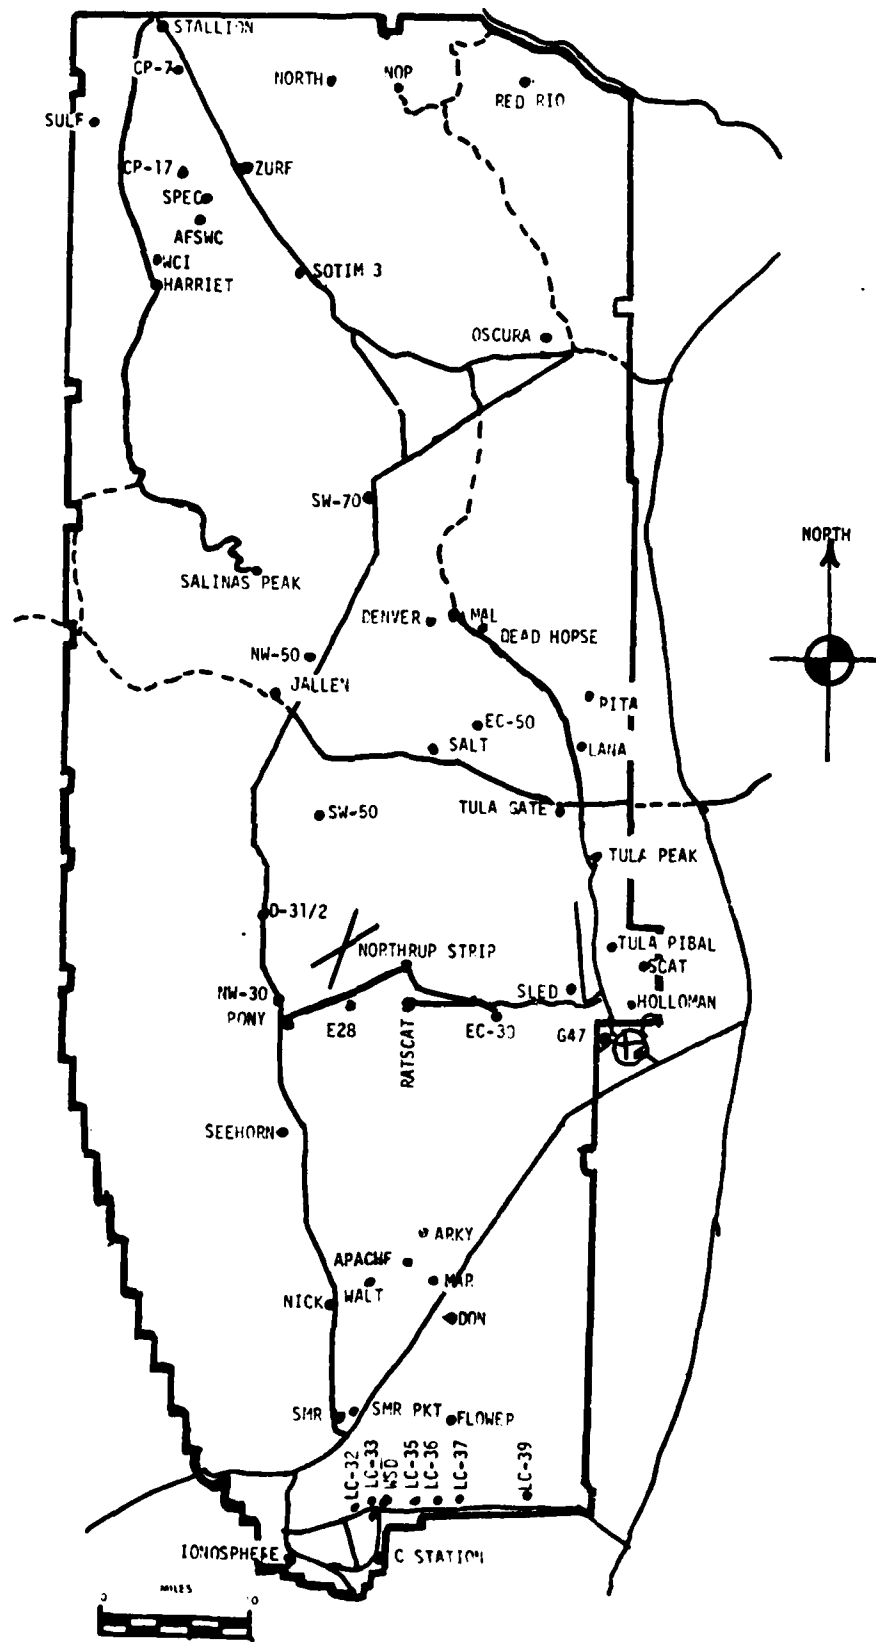 STALLION
CP-7
NORTH
NOP
RED RIO
SULF
CP-17
ZURF
SPEC
AFSWC
WCI
HARRIET
SOTIM 3
OSCURA
SW-70
NORTH
SALINAS PEAK
DENVER
MAL
DEAD HOPSE
NW-50
JALLEN
PITA
EC-50
SALT
LANA
TULA GATE
SW-50
TULA PEAK
D-31/2
NORTHRUP STRIP
TULA PIBAL
SCAT
NW-30
SLED
HOLLOMAN
PONY
E28
RATSCAT
EC-30
G47
SEEHORN
ARKY
APACHE
MAR
WALT
NICK
DON
SMR
SMR PKT
FLOWER
LC-32
LC-33
WSD
LC-35
LC-36
LC-37
LC-39
IONOSPHERE
C STATION
MILES
0